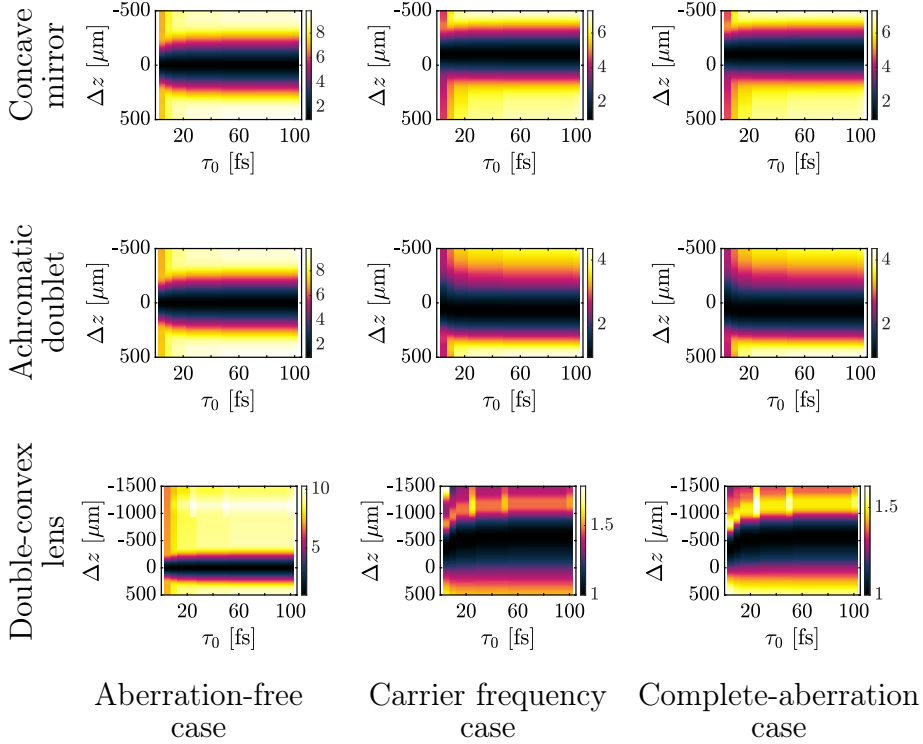 Concave
mirror
Δz [μm]
-500
0
500
20 60 100
τ0 [fs]
8
6
4
2
Δz [μm]
-500
0
500
20 60 100
τ0 [fs]
6
4
2
Δz [μm]
-500
0
500
20 60 100
τ0 [fs]
6
4
2
Achromatic
doublet
Δz [μm]
-500
0
500
20 60 100
τ0 [fs]
8
6
4
2
Δz [μm]
-500
0
500
20 60 100
τ0 [fs]
4
2
Δz [μm]
-500
0
500
20 60 100
τ0 [fs]
4
2
Double-convex
lens
Δz [μm]
-1500
-1000
-500
0
500
20 60 100
τ0 [fs]
10
5
Δz [μm]
-1500
-1000
-500
0
500
20 60 100
τ0 [fs]
1.5
1
Δz [μm]
-1500
-1000
-500
0
500
20 60 100
τ0 [fs]
1.5
1
Aberration-free
case
Carrier frequency
case
Complete-aberration
case